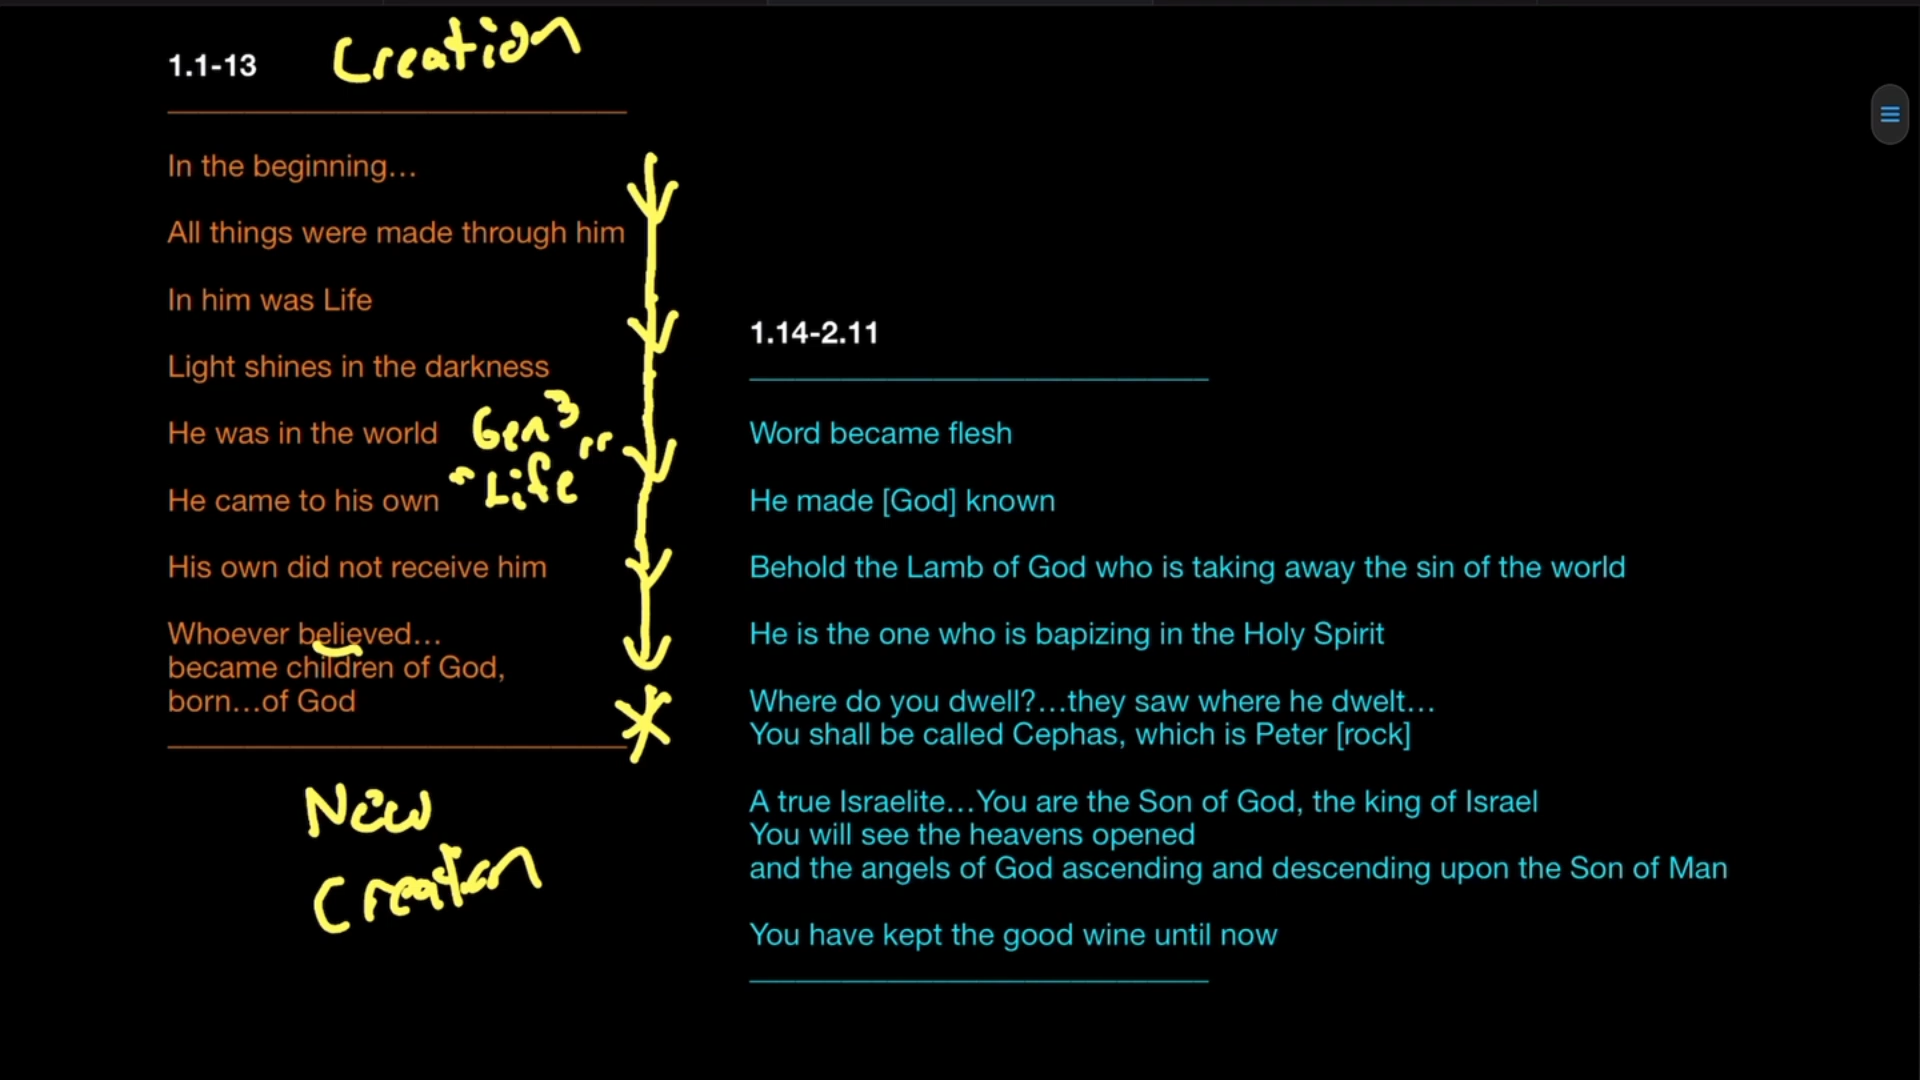 1.1-13 Creation
In the beginning…
All things were made through him
In him was Life
Light shines in the darkness
He was in the world Gen 3
He came to his own "Life"
His own did not receive him
Whoever believed…
became children of God,
born…of God
New
Creation
1.14-2.11
Word became flesh
He made [God] known
Behold the Lamb of God who is taking away the sin of the world
He is the one who is bapizing in the Holy Spirit
Where do you dwell?…they saw where he dwelt…
You shall be called Cephas, which is Peter [rock]
A true Israelite…You are the Son of God, the king of Israel
You will see the heavens opened
and the angels of God ascending and descending upon the Son of Man
You have kept the good wine until now